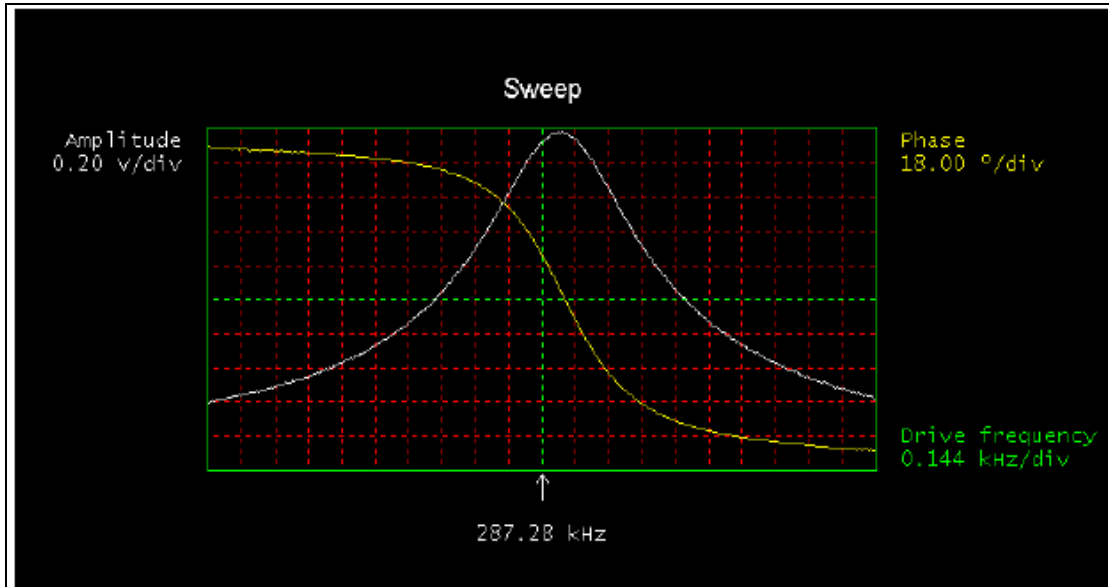 Sweep
Amplitude
0.20 v/div
Phase
18.00 º/div
Drive frequency
0.144 kHz/div
287.28 kHz